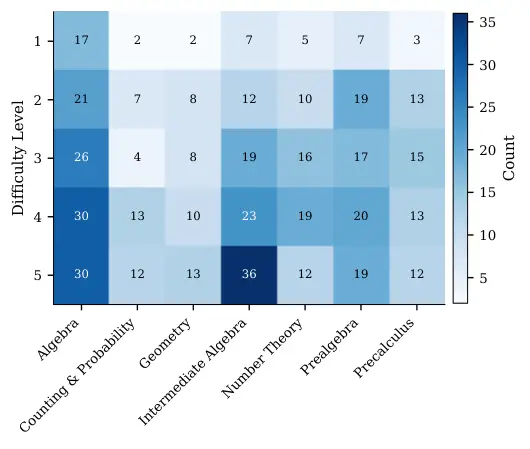 Difficulty Level
1 17 2 2 7 5 7 3
2 21 7 8 12 10 19 13
3 26 4 8 19 16 17 15
4 30 13 10 23 19 20 13
5 30 12 13 36 12 19 12
Algebra
Counting & Probability
Geometry
Intermediate Algebra
Number Theory
Prealgebra
Precalculus
35
30
25
20
15
10
5
Count